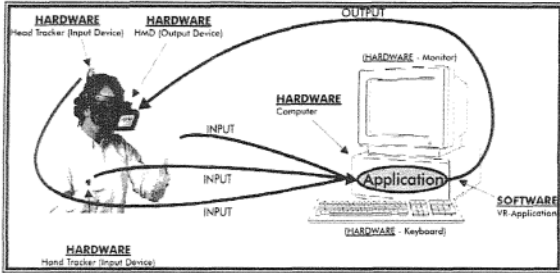 OUTPUT
HARDWARE
Head Tracker (Input Device)
HARDWARE
HMD (Output Device)
(HARDWARE - Monitor)
HARDWARE
Computer
INPUT
INPUT
Application
INPUT
SOFTWARE
VR-Application
(HARDWARE - Keyboard)
HARDWARE
Hand Tracker (Input Device)